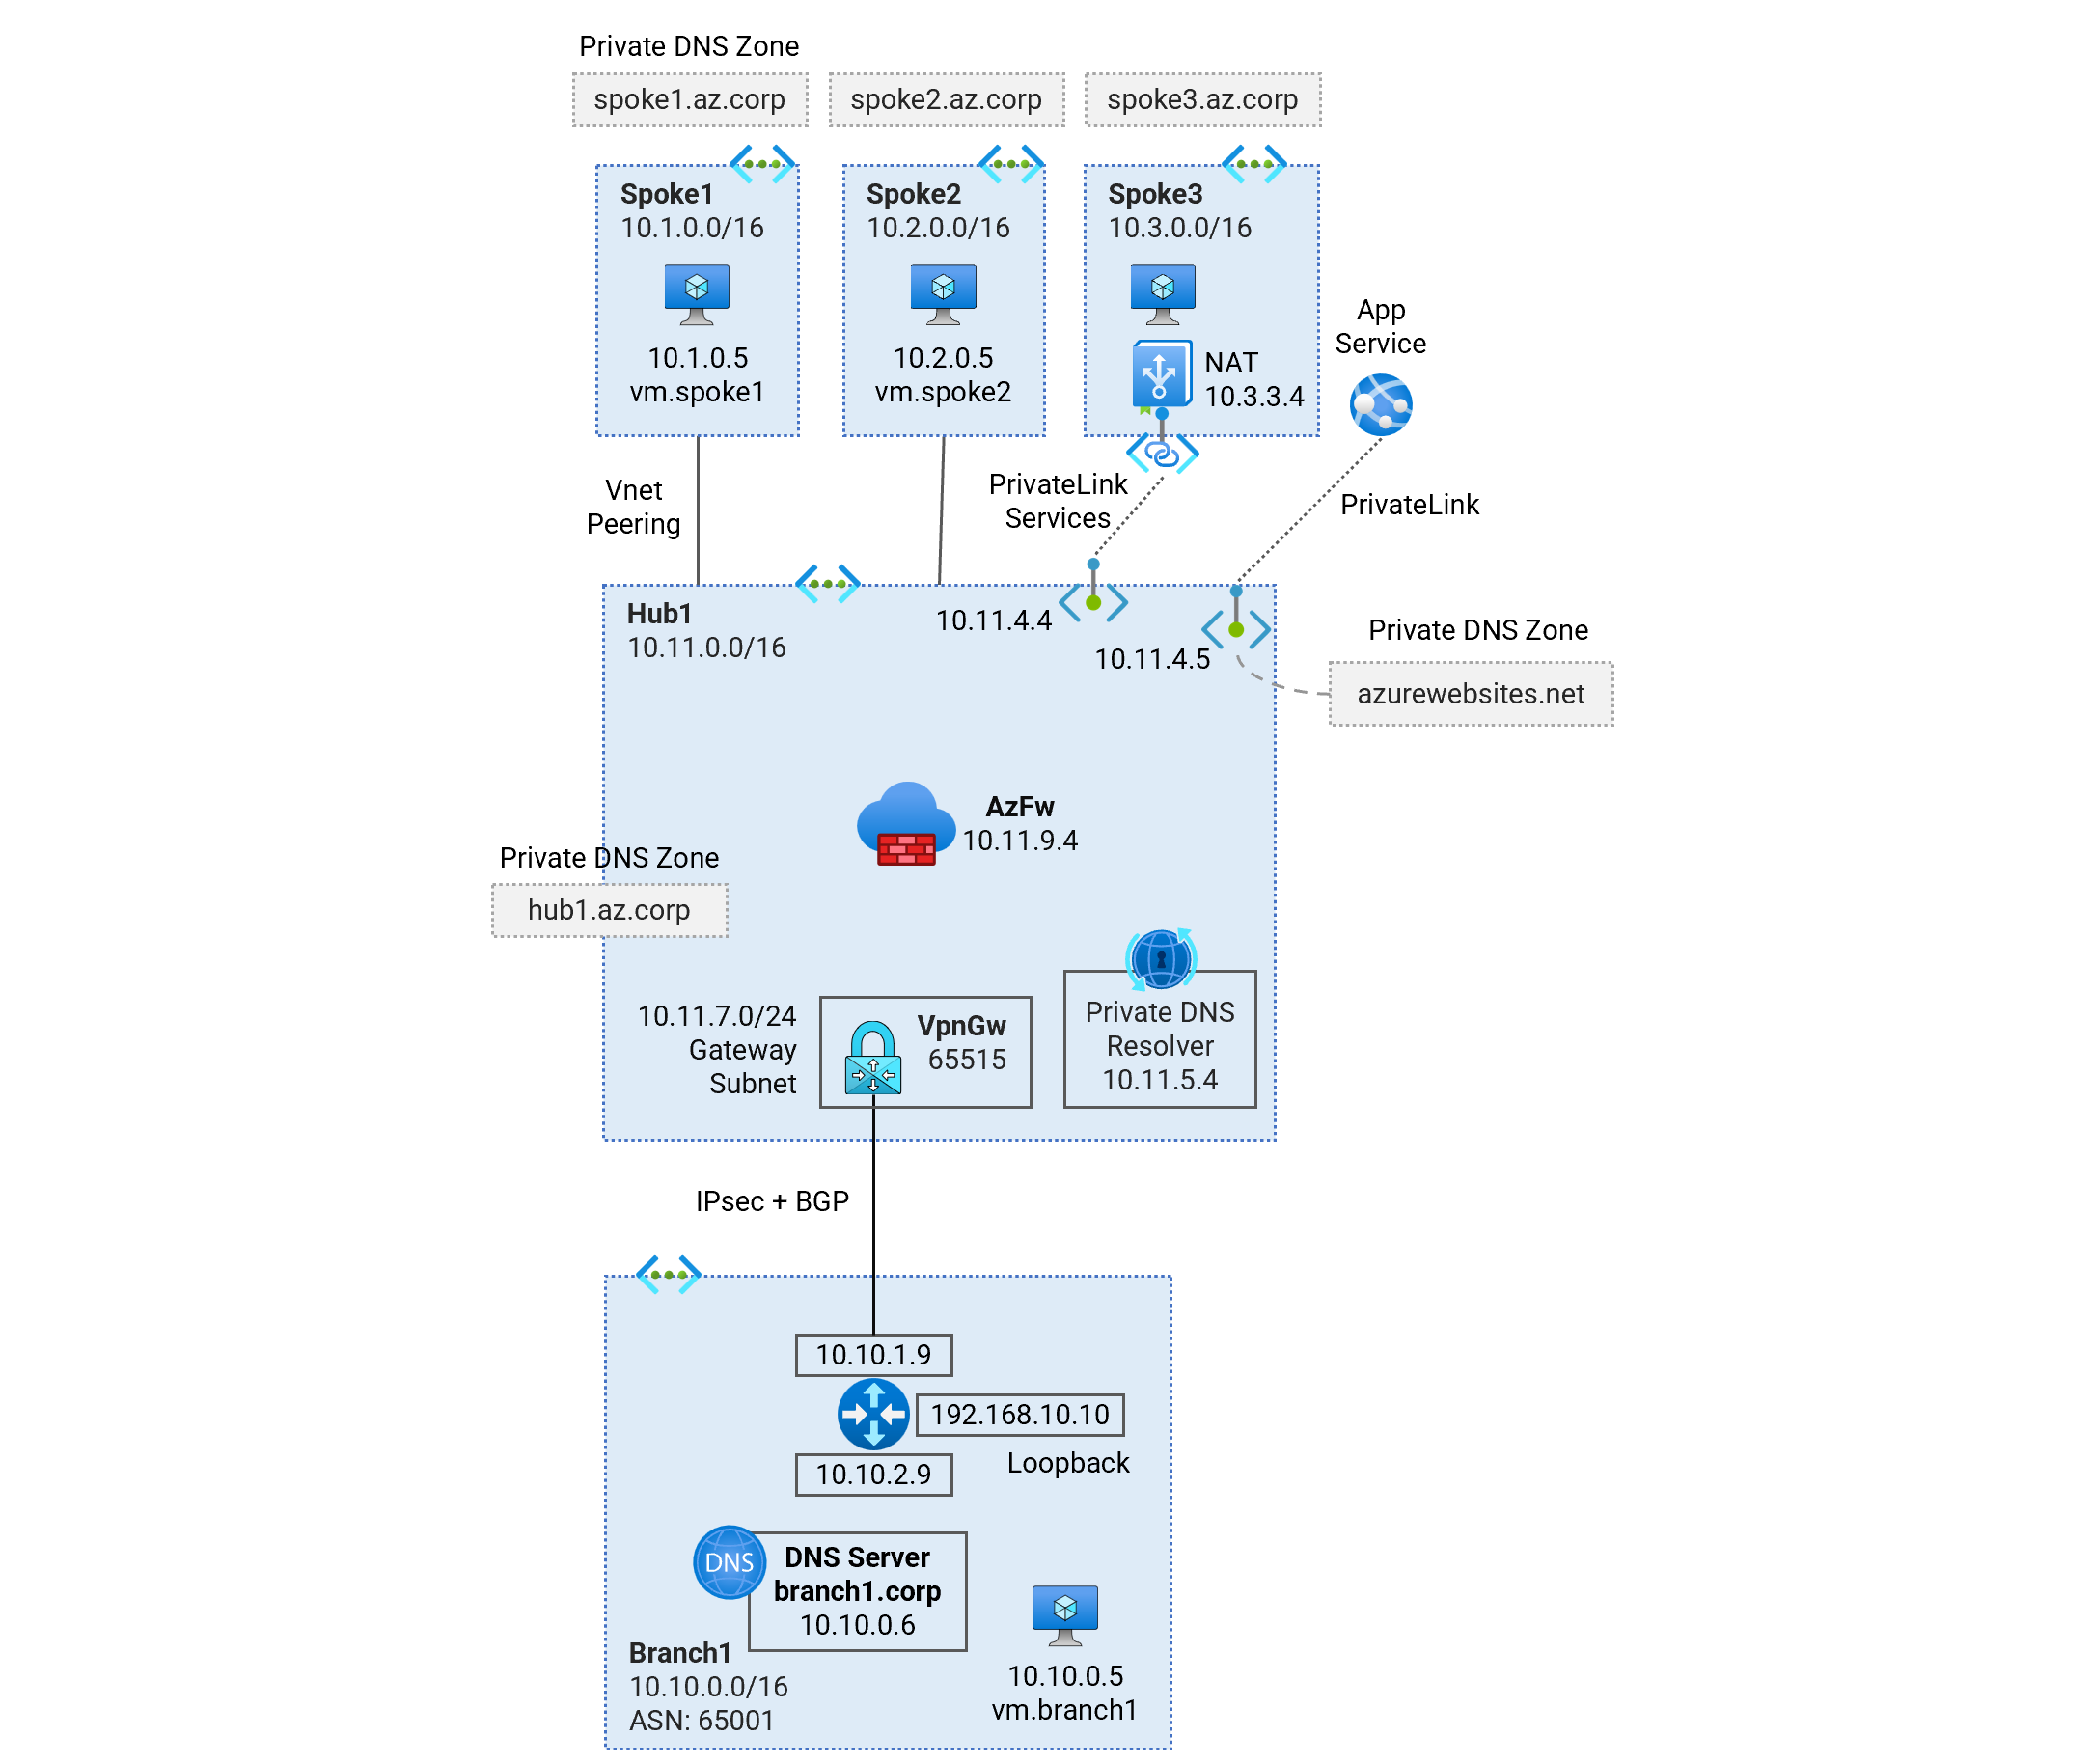 Private DNS Zone
spoke1.az.corp
spoke2.az.corp
spoke3.az.corp
Spoke1
10.1.0.0/16
10.1.0.5
vm.spoke1
Spoke2
10.2.0.0/16
10.2.0.5
vm.spoke2
Spoke3
10.3.0.0/16
NAT
10.3.3.4
App
Service
Vnet
Peering
PrivateLink
Services
PrivateLink
Hub1
10.11.0.0/16
10.11.4.4
10.11.4.5
Private DNS Zone
azurewebsites.net
AzFw
10.11.9.4
Private DNS Zone
hub1.az.corp
10.11.7.0/24
Gateway
Subnet
VpnGw
65515
Private DNS
Resolver
10.11.5.4
IPsec + BGP
10.10.1.9
192.168.10.10
Loopback
10.10.2.9
DNS
DNS Server
branch1.corp
10.10.0.6
Branch1
10.10.0.0/16
ASN: 65001
10.10.0.5
vm.branch1